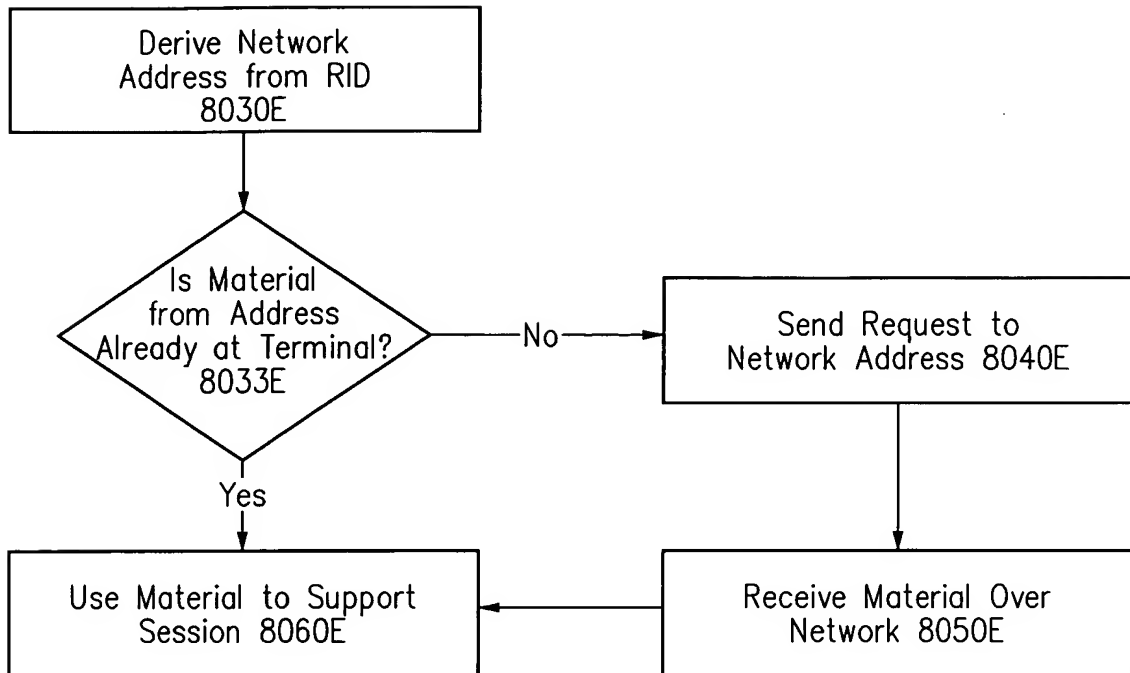 Derive Network
Address from RID
8030E
Is Material
from Address
Already at Terminal?
8033E
No
Send Request to
Network Address 8040E
Yes
Use Material to Support
Session 8060E
Receive Material Over
Network 8050E